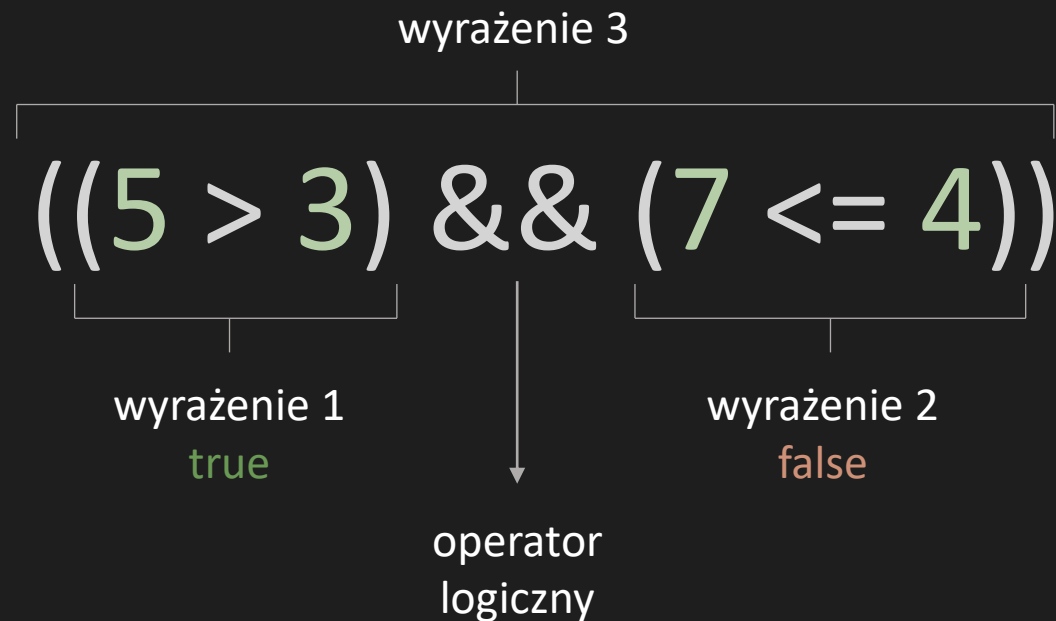 wyrażenie 3
((5 > 3) && (7 <= 4))
wyrażenie 1
true
wyrażenie 2
false
operator
logiczny